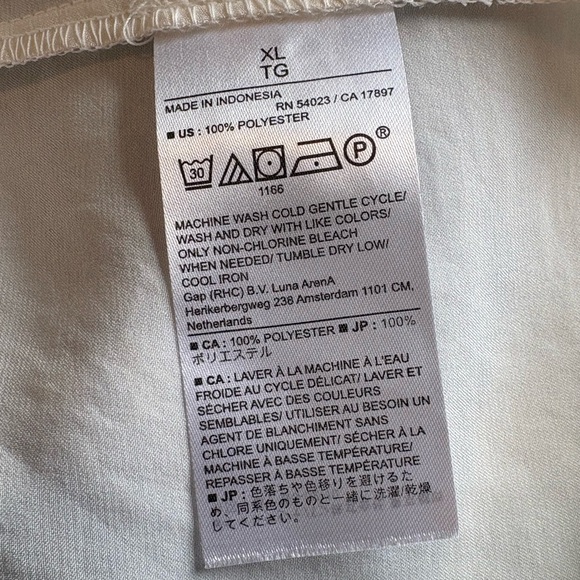 XL
TG
MADE IN INDONESIA
RN 54023 / CA 17897
■ US : 100% POLYESTER
30 P ®
1166
MACHINE WASH COLD GENTLE CYCLE/
WASH AND DRY WITH LIKE COLORS/
ONLY NON-CHLORINE BLEACH
WHEN NEEDED/ TUMBLE DRY LOW/
COOL IRON
Gap (RHC) B.V. Luna ArenA
Herikerbergweg 238 Amsterdam 1101 CM,
Netherlands
■ CA : 100% POLYESTER ■ JP : 100%
ポリエステル
■ CA : LAVER À LA MACHINE À L'EAU
FROIDE AU CYCLE DÉLICAT/ LAVER ET
SÉCHER AVEC DES COULEURS
SEMBLABLES/ UTILISER AU BESOIN UN
AGENT DE BLANCHIMENT SANS
CHLORE UNIQUEMENT/ SÉCHER À LA
MACHINE À BASSE TEMPÉRATURE/
REPASSER À BASSE TEMPÉRATURE
■ JP : 色落ちや色移りを避けるた
め、同系色のものと一緒に洗濯/乾燥
してください。